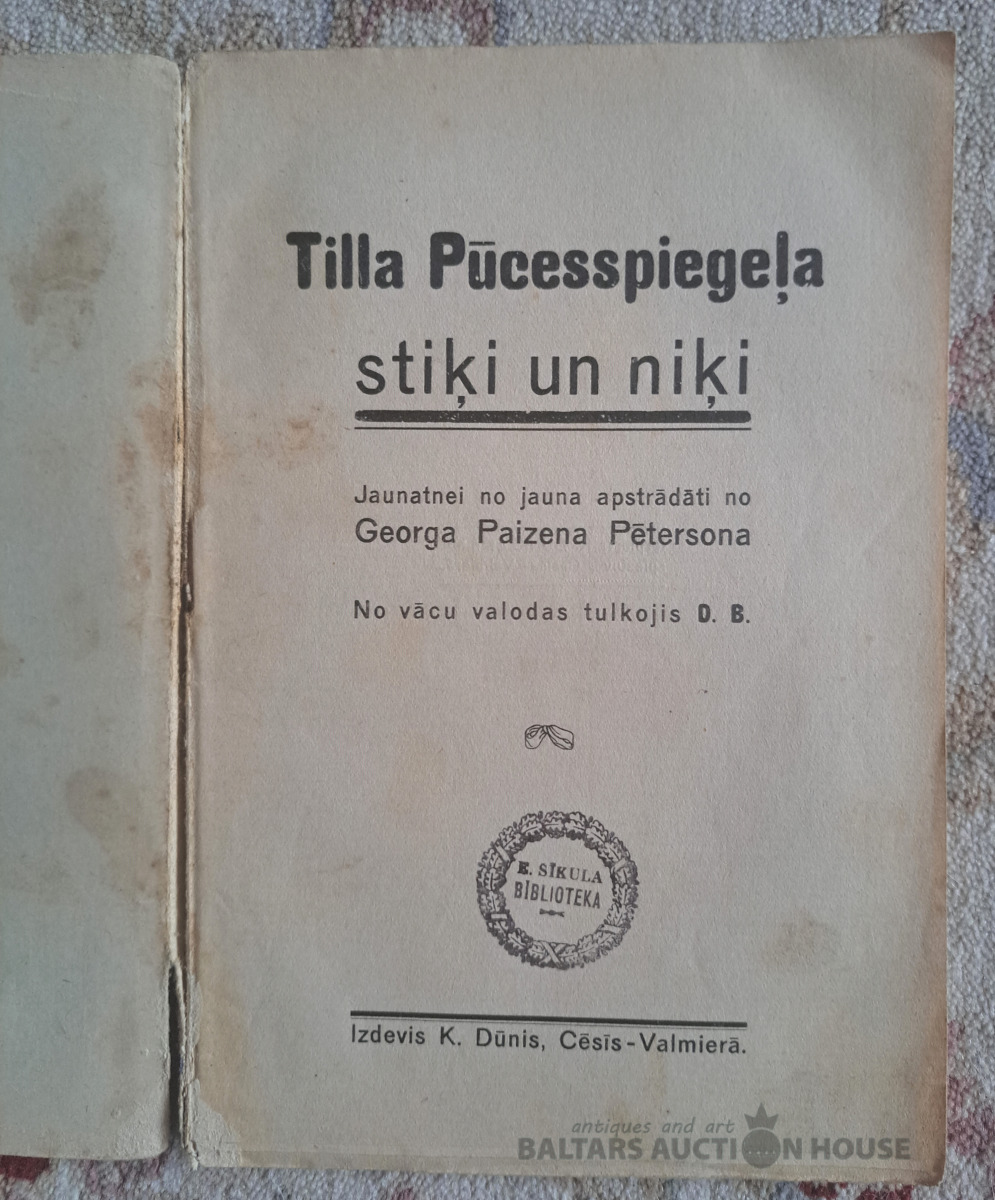 Tilla Pūcesspiegeļa
stiķi un niķi
Jaunatnei no jauna apstrādāti no
Georga Paizena Pētersona
No vācu valodas tulkojis D. B.
E. SĪKUĻA
BIBLIOTEKA
Izdevis K. Dūnis, Cēsīs-Valmierā.
antiques and art
BALTARS AUCTION HOUSE